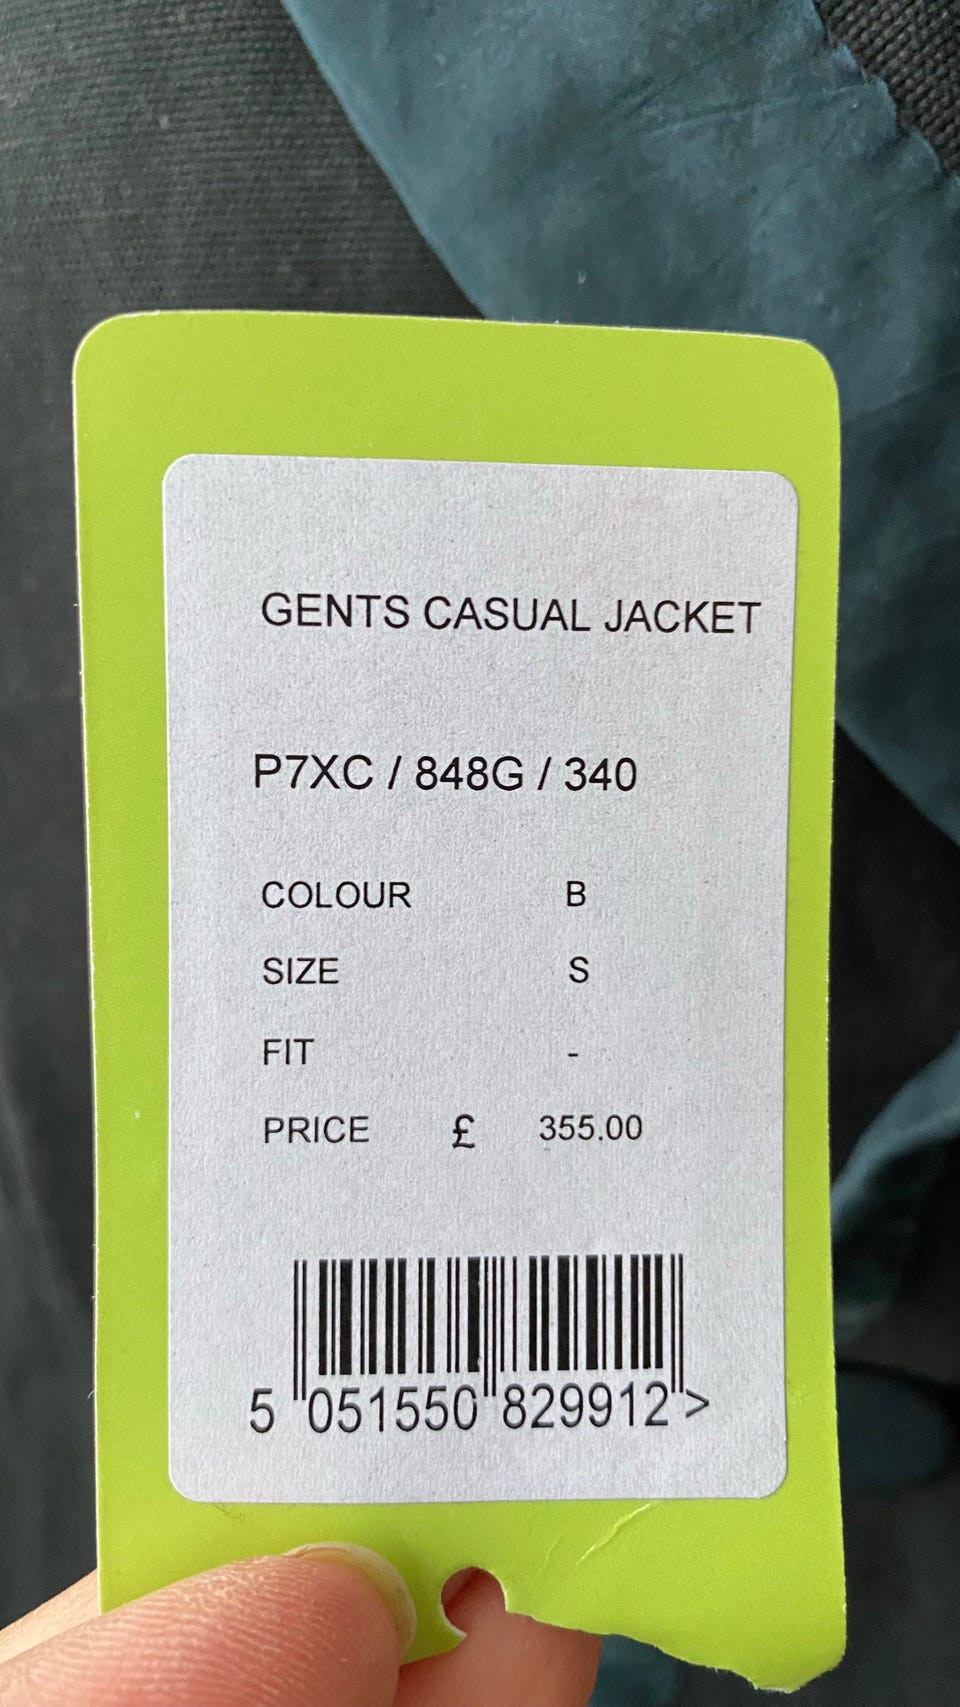 GENTS CASUAL JACKET
P7XC / 848G / 340
COLOUR B
SIZE S
FIT -
PRICE £ 355.00
5 051550 829912 >